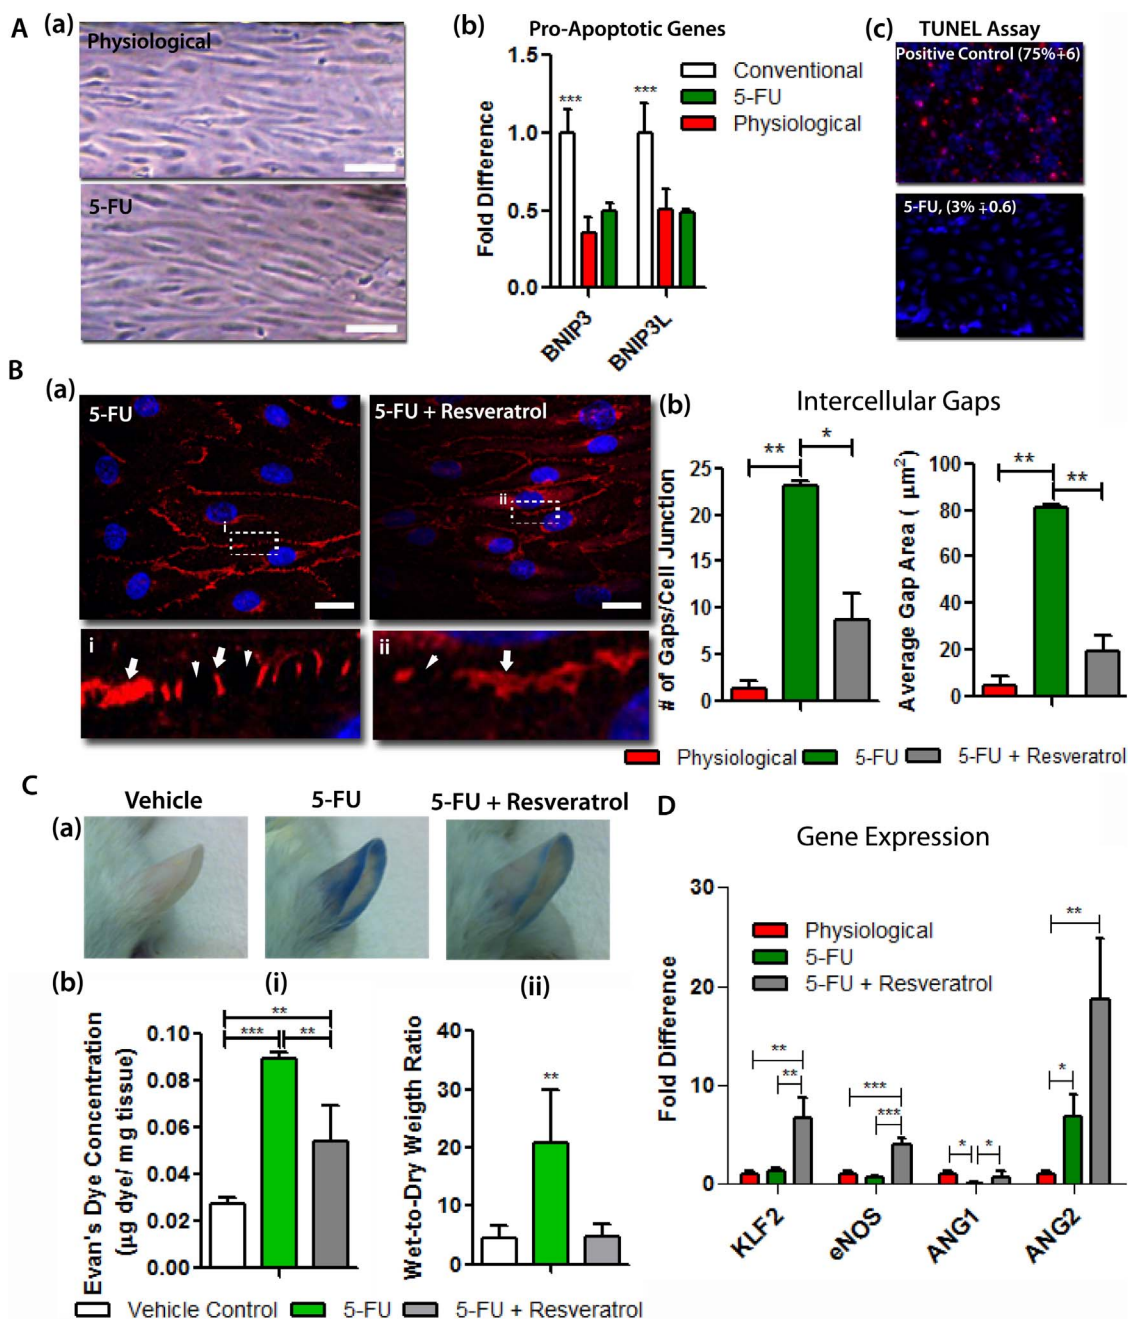 A
(a)
Physiological
5-FU
(b)
Pro-Apoptotic Genes
Fold Difference
1.5
1.0
0.5
0.0
***
***
Conventional
5-FU
Physiological
BNIP3
BNIP3L
(c)
TUNEL Assay
Positive Control (75%∓6)
5-FU, (3% ∓0.6)
B
(a)
5-FU
i
5-FU + Resveratrol
ii
i
ii
(b)
Intercellular Gaps
# of Gaps/Cell Junction
25
20
15
10
5
0
**
*
Average Gap Area ( μm²)
100
80
60
40
20
0
**
**
Physiological
5-FU
5-FU + Resveratrol
C
(a)
Vehicle
5-FU
5-FU + Resveratrol
(b)
(i)
Evan's Dye Concentration
(μg dye/ mg tissue)
0.10
0.08
0.06
0.04
0.02
0.00
**
***
**
(ii)
Wet-to-Dry Weigth Ratio
40
30
20
10
0
**
Vehicle Control
5-FU
5-FU + Resveratrol
D
Gene Expression
Fold Difference
30
20
10
0
Physiological
5-FU
5-FU + Resveratrol
**
**
***
***
*
*
*
**
KLF2
eNOS
ANG1
ANG2